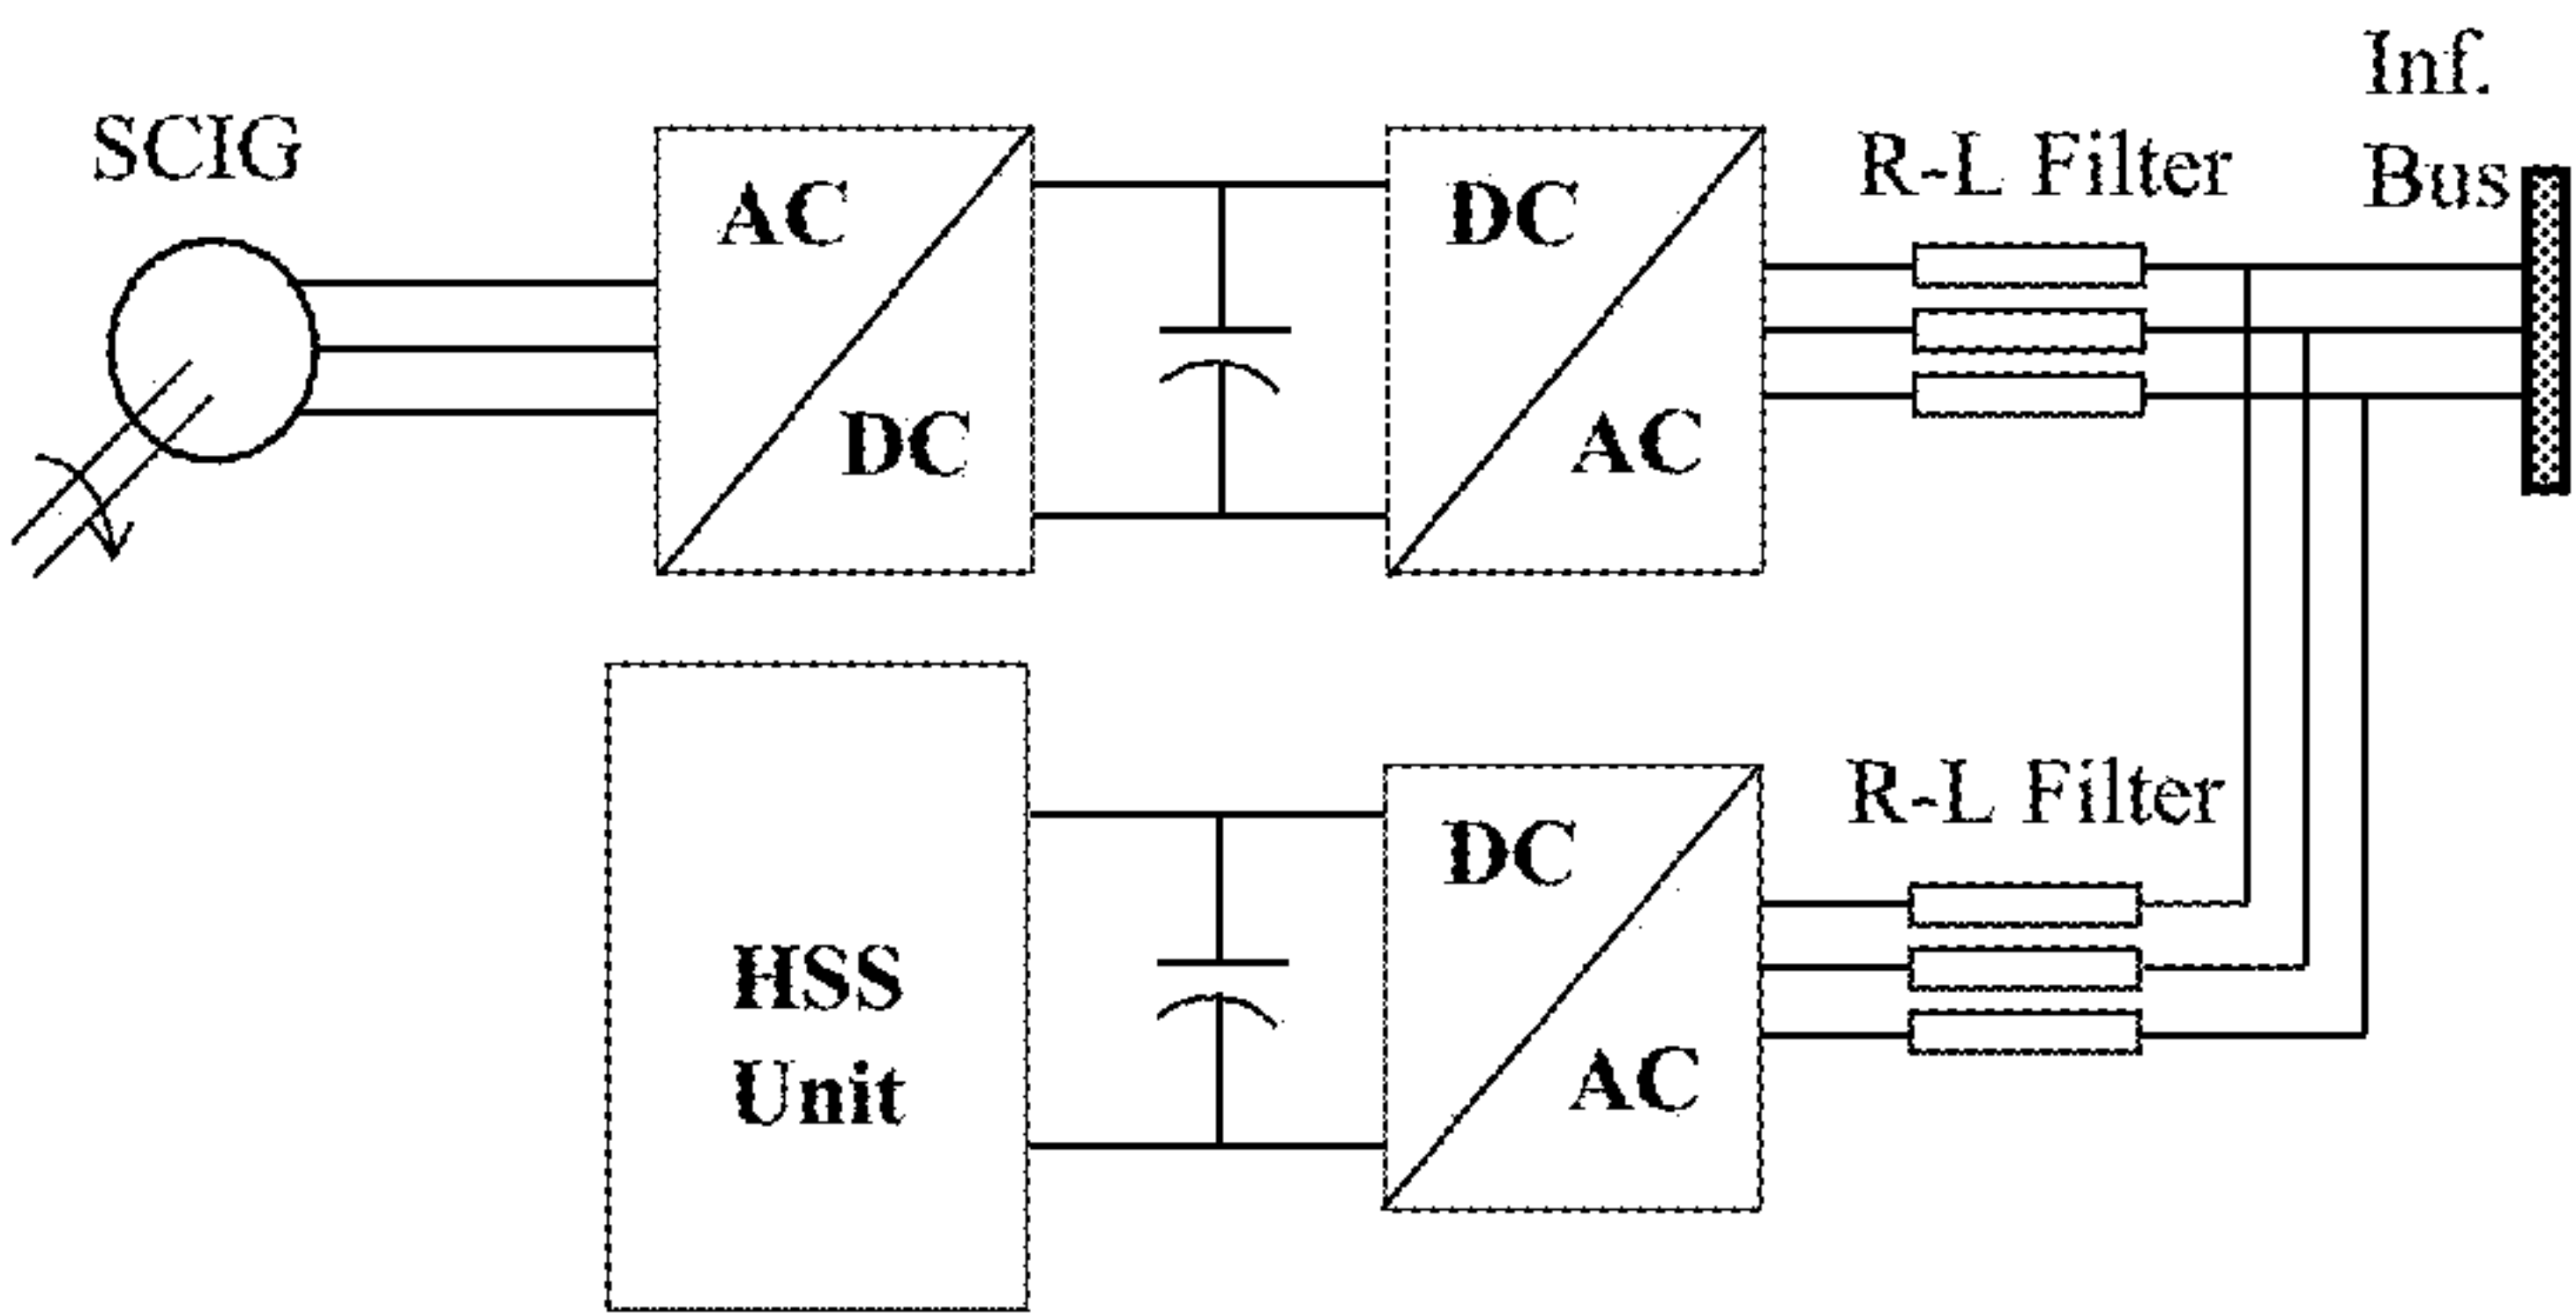 SCIG
AC
DC
DC
AC
R-L Filter
Inf.
Bus
HSS
Unit
DC
AC
R-L Filter